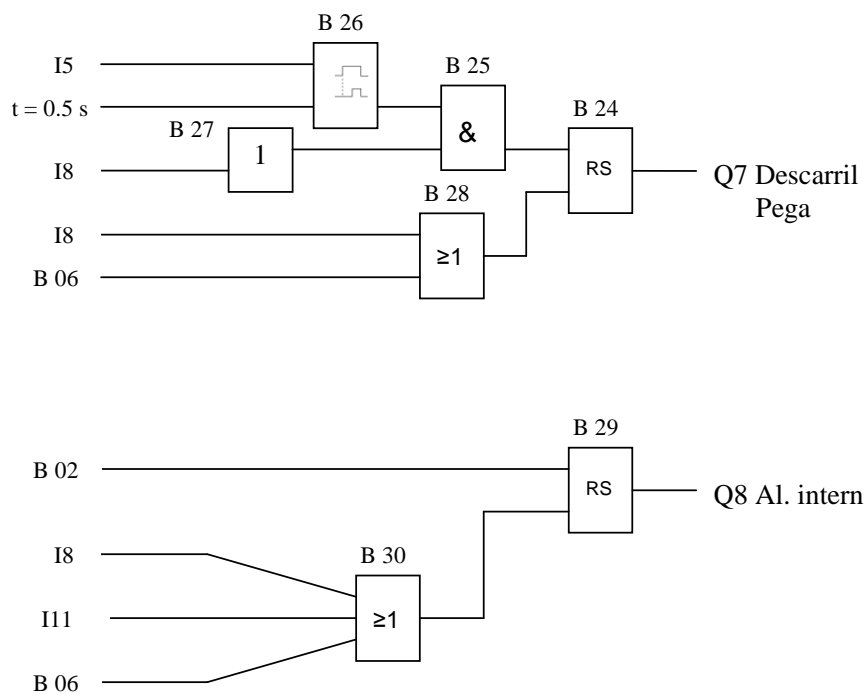 B 26
I5
B 25
t = 0.5 s
B 24
B 27
&
1
RS
I8
Q7 Descarril
Pega
B 28
I8
≥1
B 06
B 29
B 02
RS
Q8 Al. intern
I8
B 30
I11
≥1
B 06